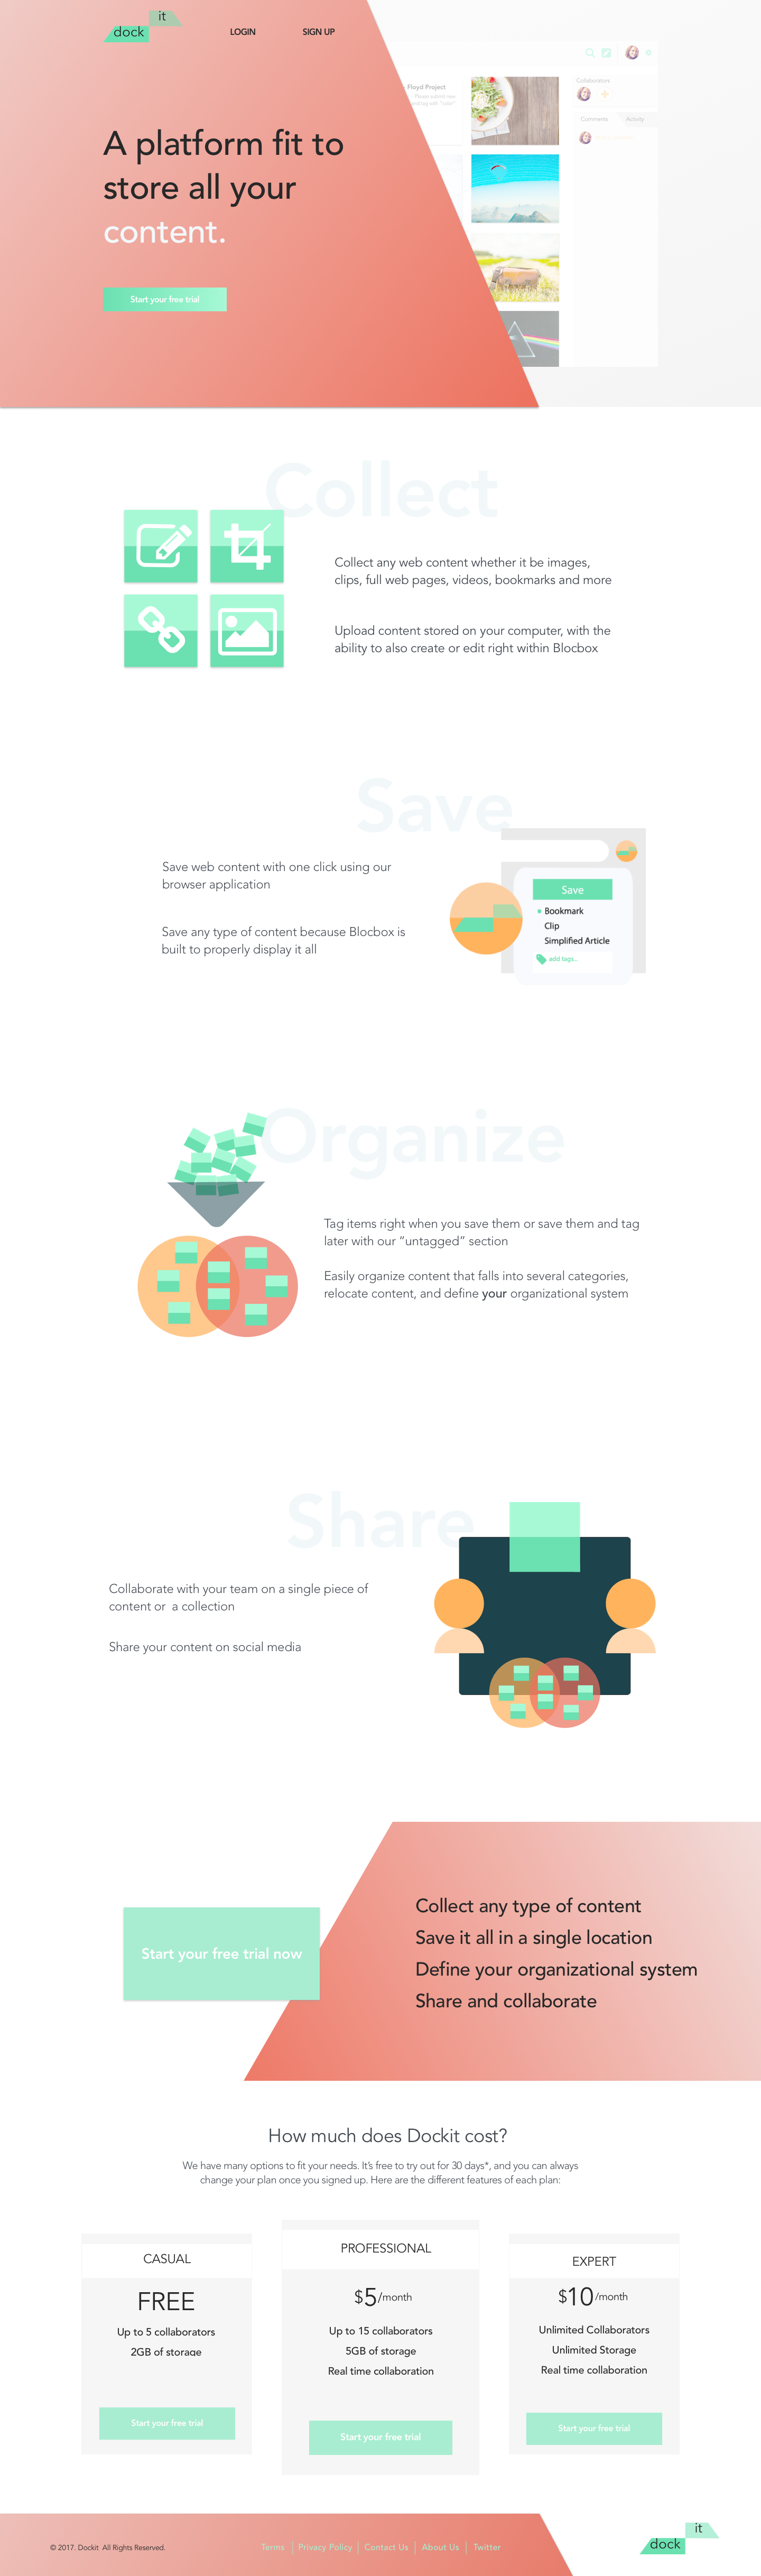 it
dock
LOGIN
SIGN UP
A platform fit to
store all your
content.
Start your free trial
Floyd Project
Please submit new
Collaborators
Comments
Activity
Collect
Collect any web content whether it be images,
clips, full web pages, videos, bookmarks and more
Upload content stored on your computer, with the
ability to also create or edit right within Blocbox
Save
Save web content with one click using our
browser application
Save any type of content because Blocbox is
built to properly display it all
Save
Bookmark
Clip
Simplified Article
add tags..
Organize
Tag items right when you save them or save them and tag
later with our “untagged” section
Easily organize content that falls into several categories,
relocate content, and define your organizational system
Share
Collaborate with your team on a single piece of
content or  a collection
Share your content on social media
Start your free trial now
Collect any type of content
Save it all in a single location
Define your organizational system
Share and collaborate
How much does Dockit cost?
We have many options to fit your needs. It’s free to try out for 30 days*, and you can always
change your plan once you signed up. Here are the different features of each plan:
CASUAL
FREE
Up to 5 collaborators
2GB of storage
Start your free trial
PROFESSIONAL
$5/month
Up to 15 collaborators
5GB of storage
Real time collaboration
Start your free trial
EXPERT
$10/month
Unlimited Collaborators
Unlimited Storage
Real time collaboration
Start your free trial
© 2017. Dockit  All Rights Reserved.
Terms
Privacy Policy
Contact Us
About Us
Twitter
it
dock